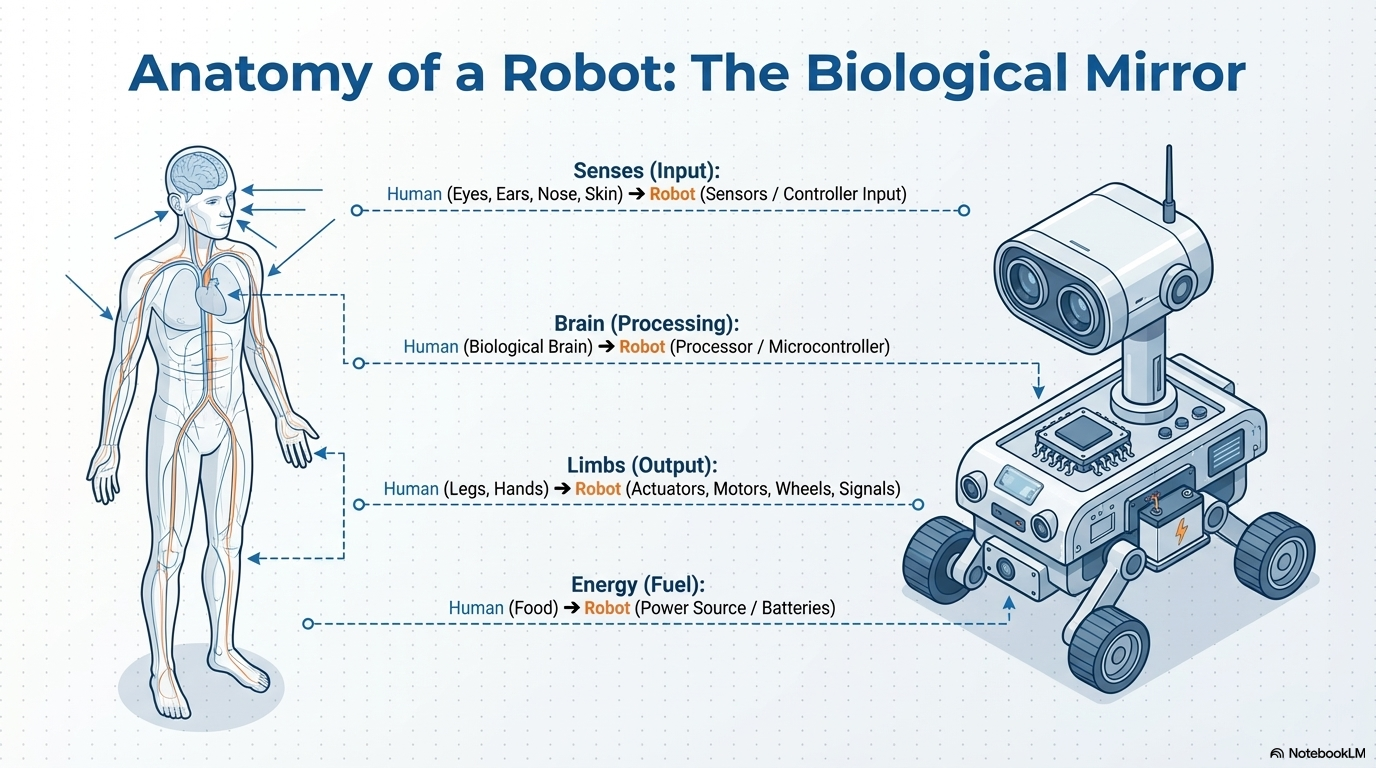 Anatomy of a Robot: The Biological Mirror
Senses (Input):
Human (Eyes, Ears, Nose, Skin) ➔ Robot (Sensors / Controller Input)
Brain (Processing):
Human (Biological Brain) ➔ Robot (Processor / Microcontroller)
Limbs (Output):
Human (Legs, Hands) ➔ Robot (Actuators, Motors, Wheels, Signals)
Energy (Fuel):
Human (Food) ➔ Robot (Power Source / Batteries)
NotebookLM